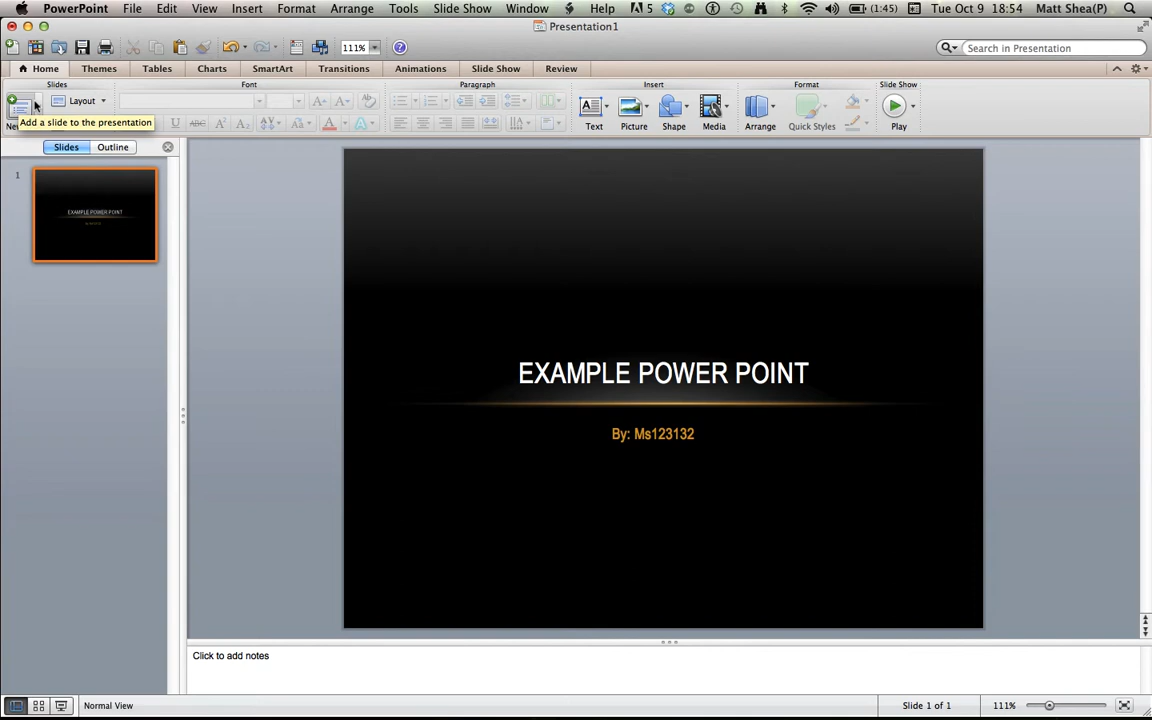 PowerPoint File Edit View Insert Format Arrange Tools Slide Show Window Help 5 (1:45) Tue Oct 9 18:54 Matt Shea(P)
Presentation1
111% Search in Presentation
Home Themes Tables Charts SmartArt Transitions Animations Slide Show Review
Slides Font Paragraph Insert Format Slide Show
Layout
Add a slide to the presentation
U ABC A² A₂ Aa A A Text Picture Shape Media Arrange Quick Styles Play
Slides Outline
1
EXAMPLE POWER POINT
EXAMPLE POWER POINT
By: Ms123132
Click to add notes
Normal View Slide 1 of 1 111%